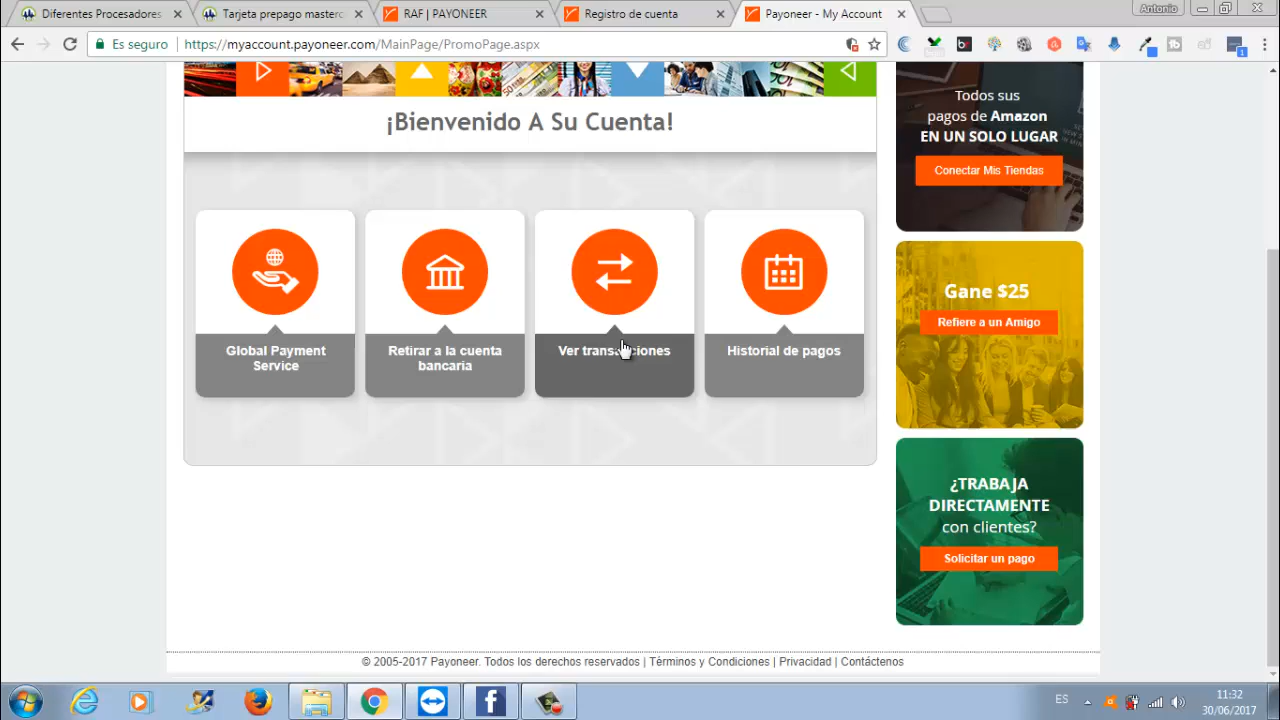 Diferentes Procesadores
Tarjeta prepago masterc
RAF | PAYONEER
Registro de cuenta
Payoneer - My Account
Antonio
Es seguro
https://myaccount.payoneer.com/MainPage/PromoPage.aspx
¡Bienvenido A Su Cuenta!
Global Payment
Service
Retirar a la cuenta
bancaria
Ver transacciones
Historial de pagos
Todos sus
pagos de Amazon
EN UN SOLO LUGAR
Conectar Mis Tiendas
Gane $25
Refiere a un Amigo
¿TRABAJA
DIRECTAMENTE
con clientes?
Solicitar un pago
© 2005-2017 Payoneer. Todos los derechos reservados | Términos y Condiciones | Privacidad | Contáctenos
ES
11:32
30/06/2017